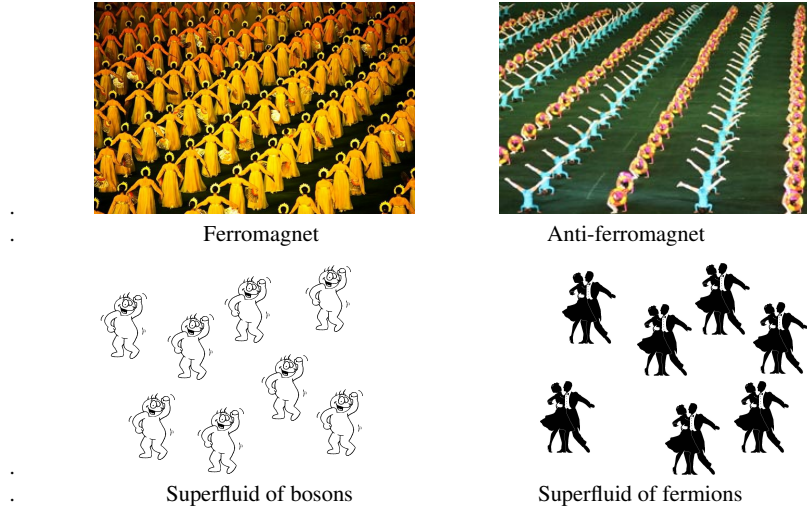 .
. Ferromagnet Anti-ferromagnet
.
. Superfluid of bosons Superfluid of fermions